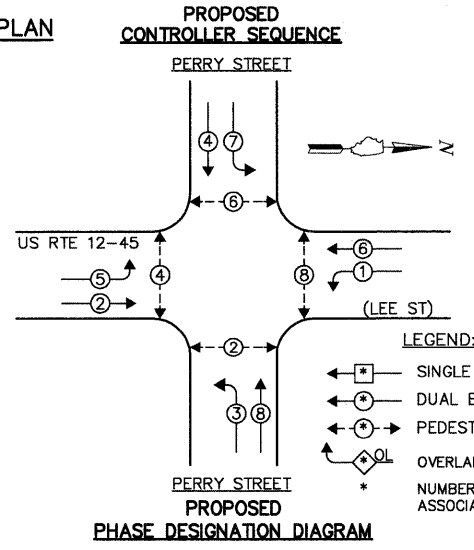 PLAN
PROPOSED
CONTROLLER SEQUENCE
PERRY STREET
4 7
N
6
US RTE 12-45
6
5
4
8
1
2
(LEE ST)
LEGEND:
2
* SINGLE
* DUAL E
3 8
* PEDEST
* OL OVERLA
* NUMBER
ASSOCIA
PERRY STREET
PROPOSED
PHASE DESIGNATION DIAGRAM